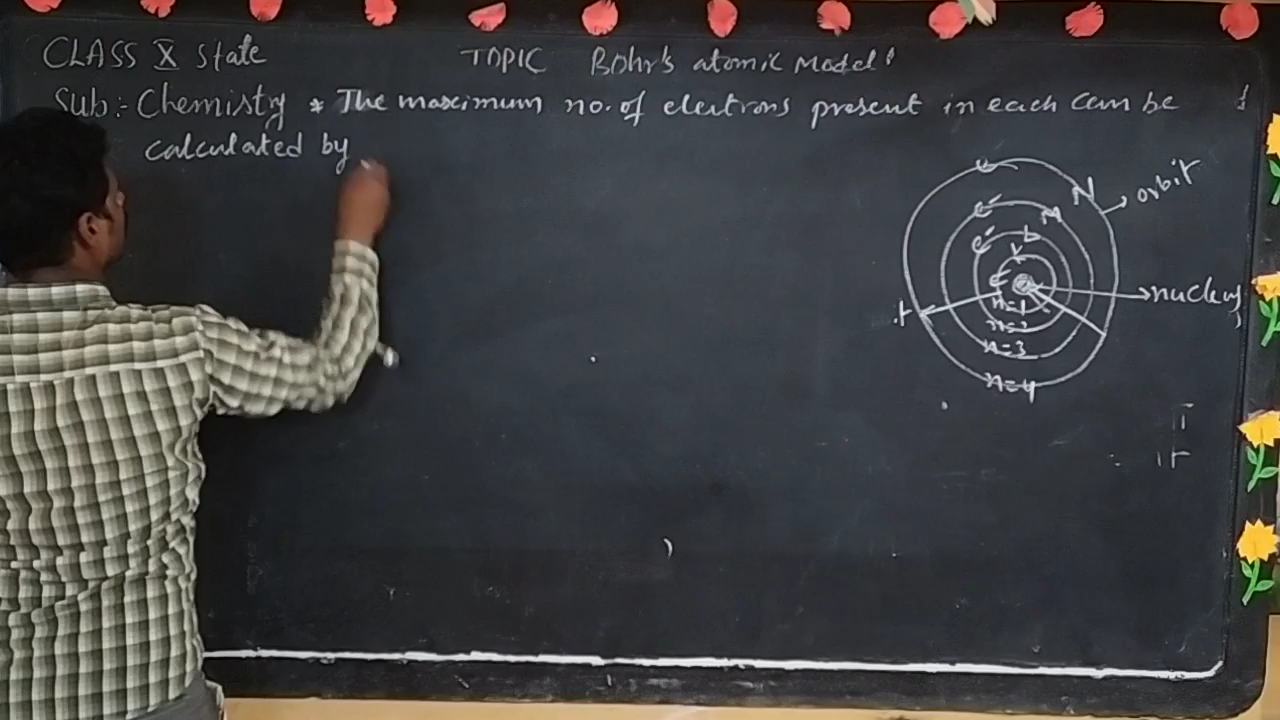 CLASS X State
TOPIC Bohr's atomic Model
Sub:- Chemistry * The maximum no. of electrons present in each can be
calculated by
orbit
N
M
L
K
e-
e-
nucleus
n=1
n=2
n=3
n=4